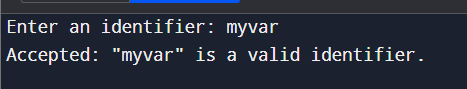 Enter an identifier: myvar
Accepted: "myvar" is a valid identifier.